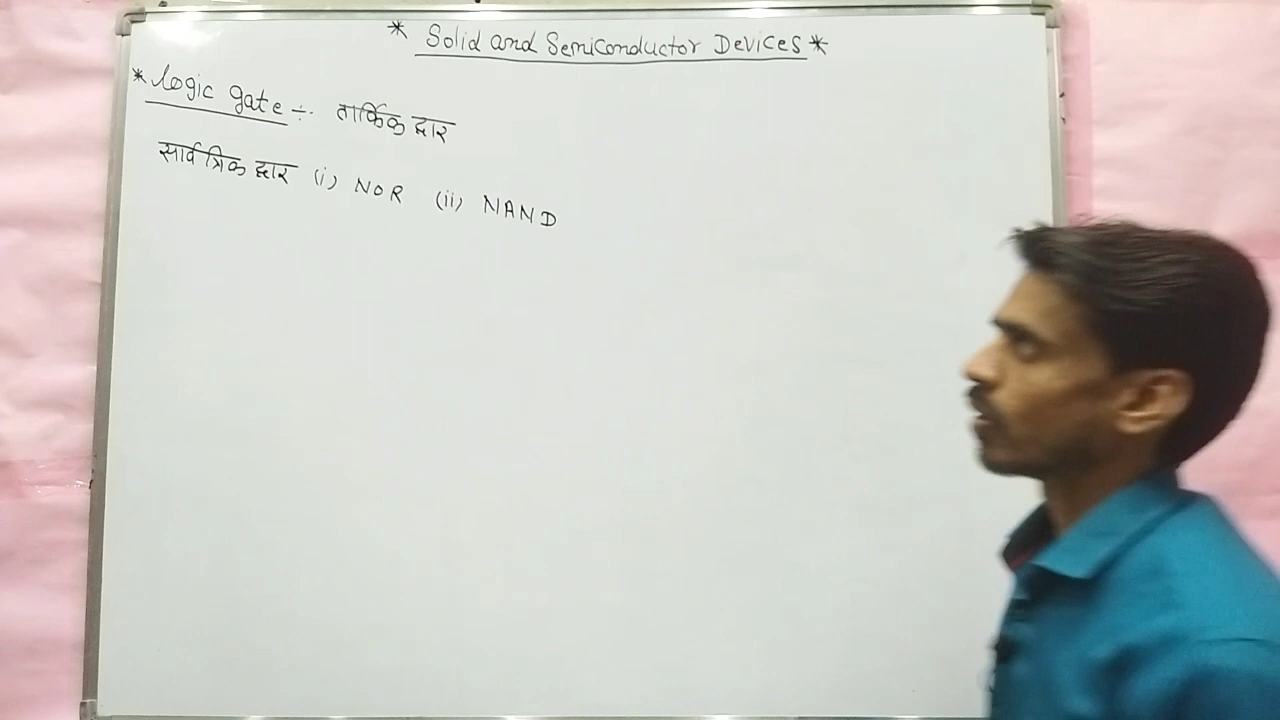 * Solid and Semiconductor Devices *
* Logic gate ÷ तार्किक द्वार
सार्वत्रिक द्वार (i) NOR (ii) NAND